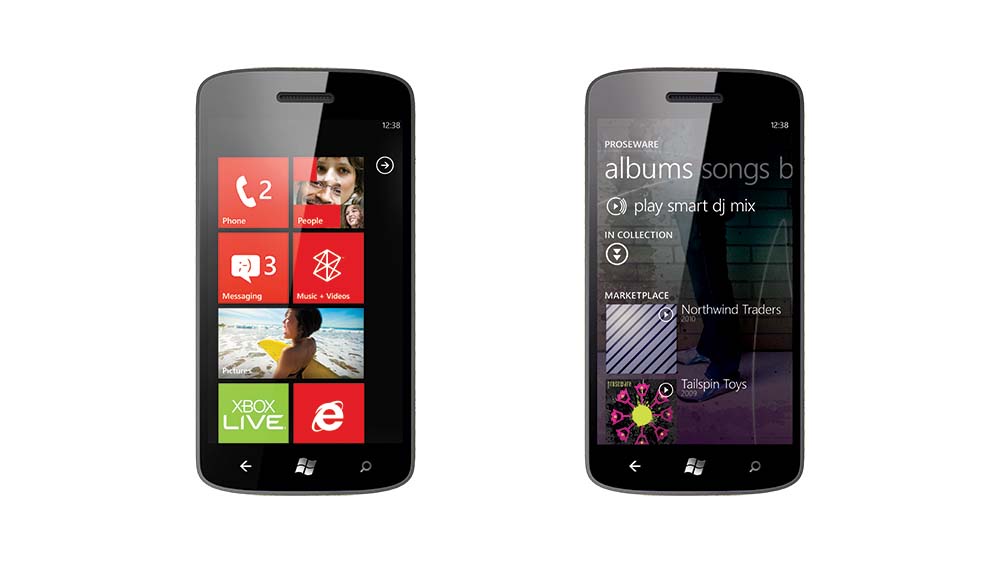 12:38
2
Phone
People
;-)
3
Messaging
Music + Videos
Pictures
XBOX
LIVE
e
12:38
PROSEWARE
albums songs b
play smart dj mix
IN COLLECTION
MARKETPLACE
Northwind Traders
2010
PROSEWARE
Tailspin Toys
2009